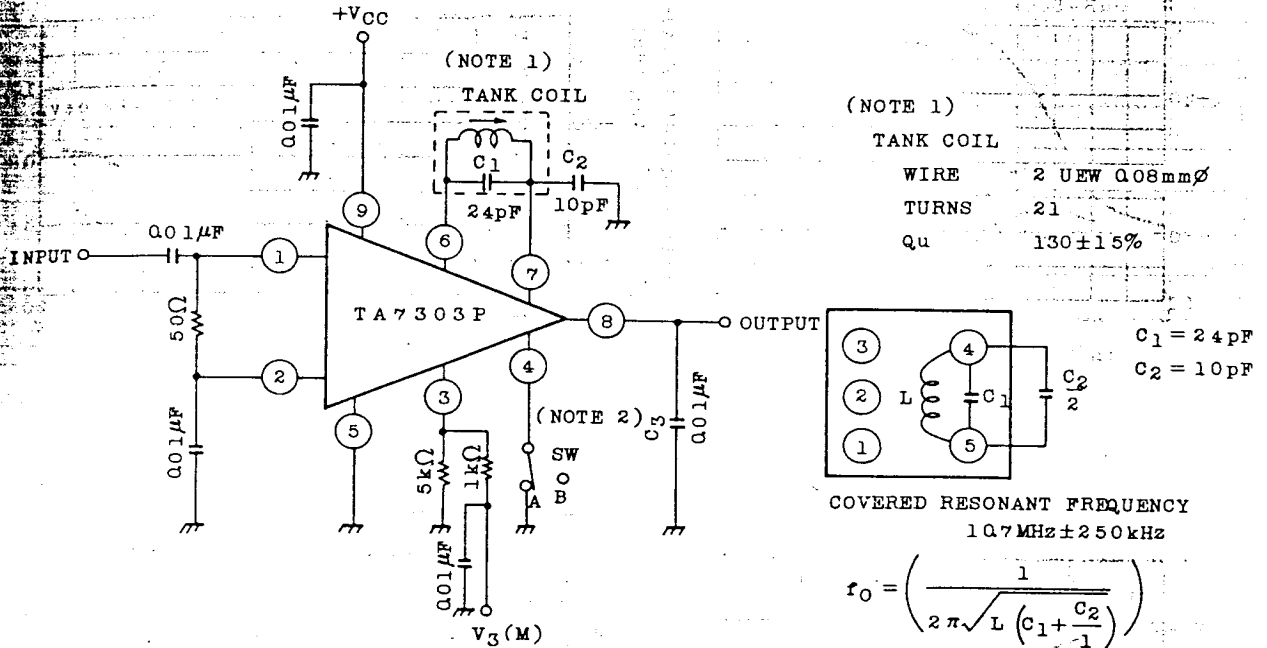 +VCC
(NOTE 1)
TANK COIL
0.01μF
C1
24pF
C2
10pF
9
6
7
INPUT
0.01μF
1
50Ω
TA7303P
8
OUTPUT
2
4
3
5
0.01μF
(NOTE 2)
C3
0.01μF
5kΩ
1kΩ
SW
A
B
0.01μF
V3(M)
(NOTE 1)
TANK COIL
WIRE 2 UEW 0.08mmØ
TURNS 21
Qu 130±15%
3
2
1
L
4
C1
5
C2
2
C1 = 24pF
C2 = 10pF
COVERED RESONANT FREQUENCY
10.7MHz±250kHz
fO = ( 1 / 2π√L (C1 + C2/1) )